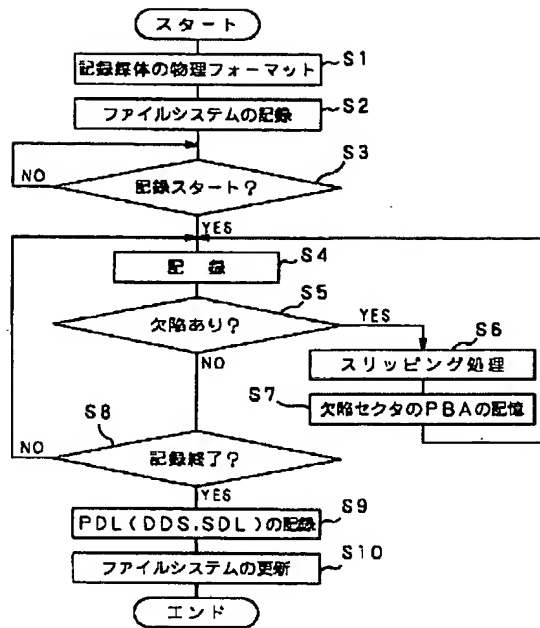 スタート
S1
記録媒体の物理フォーマット
S2
ファイルシステムの記録
S3
NO
記録スタート?
YES
S4
記 録
S5
欠陥あり?
YES
NO
S6
スリッピング処理
S7
欠陥セクタのPBAの記憶
S8
NO
記録終了?
YES
S9
PDL(DDS,SDL)の記録
S10
ファイルシステムの更新
エンド